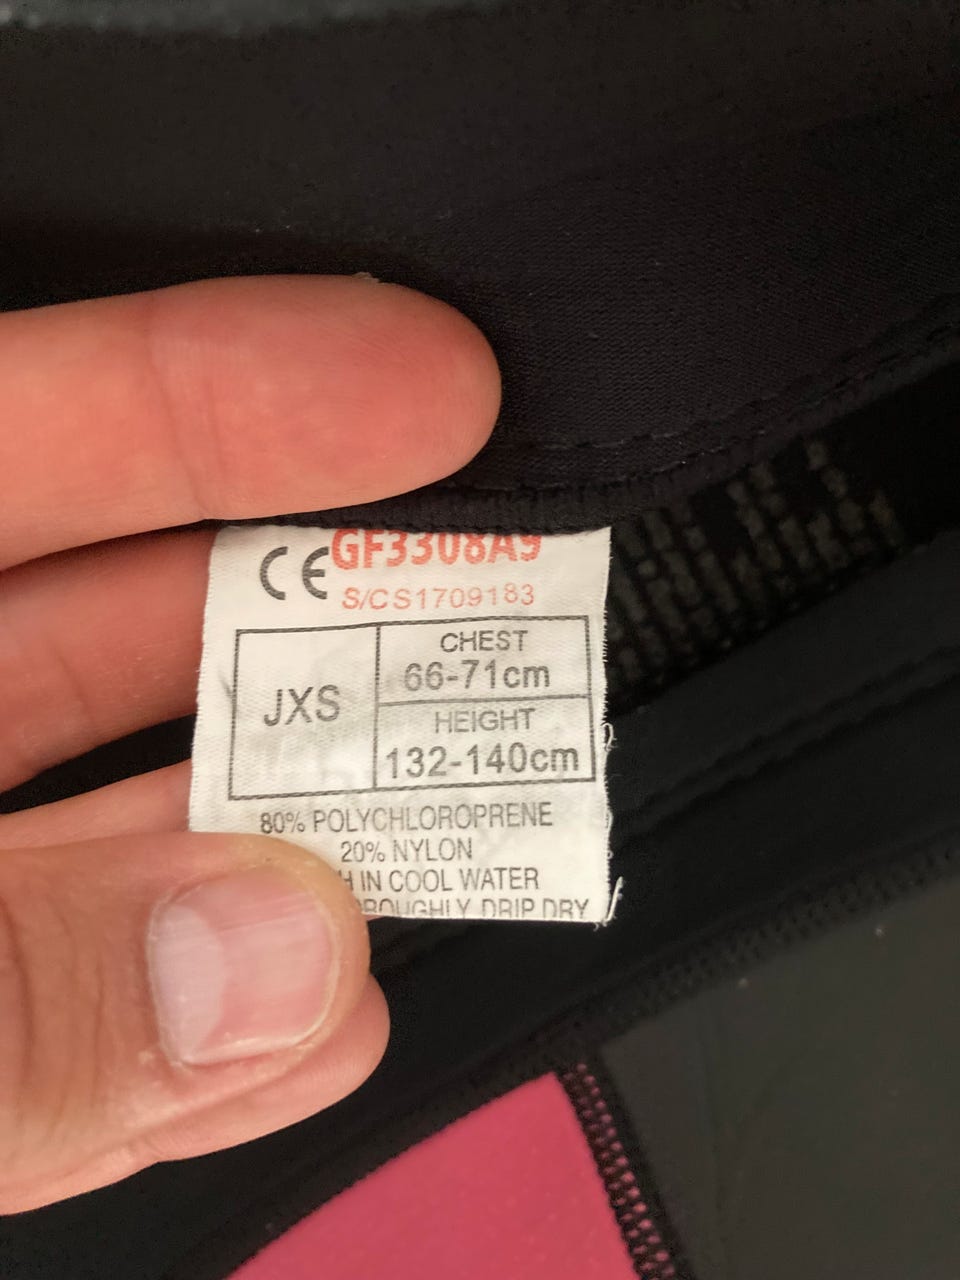 CE GF3308A9
S/CS1709183
JXS
CHEST
66-71cm
HEIGHT
132-140cm
80% POLYCHLOROPRENE
20% NYLON
IN COOL WATER
DRIP DRY